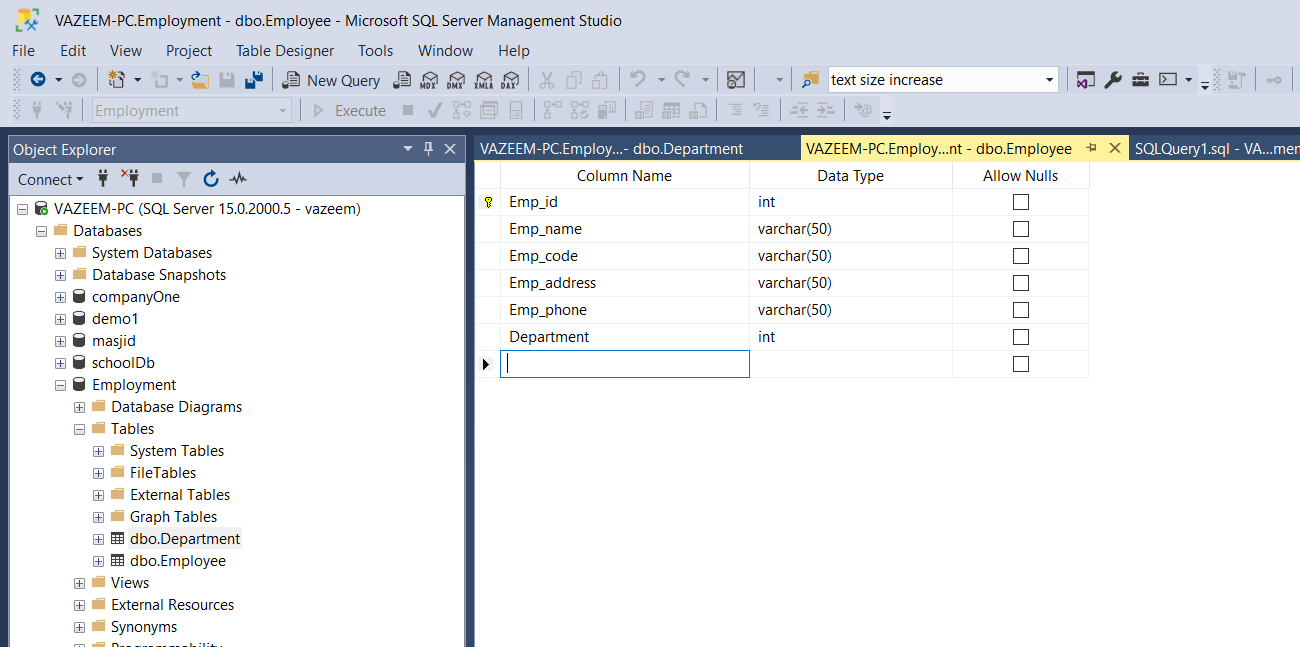 VAZEEM-PC.Employment - dbo.Employee - Microsoft SQL Server Management Studio
File Edit View Project Table Designer Tools Window Help
New Query MDX DMX XMLA DAX text size increase
Employment Execute
Object Explorer
Connect
VAZEEM-PC (SQL Server 15.0.2000.5 - vazeem)
Databases
System Databases
Database Snapshots
companyOne
demo1
masjid
schoolDb
Employment
Database Diagrams
Tables
System Tables
FileTables
External Tables
Graph Tables
dbo.Department
dbo.Employee
Views
External Resources
Synonyms
Programmability
VAZEEM-PC.Employ...- dbo.Department VAZEEM-PC.Employ...nt - dbo.Employee SQLQuery1.sql - VA...men
Column Name Data Type Allow Nulls
Emp_id int
Emp_name varchar(50)
Emp_code varchar(50)
Emp_address varchar(50)
Emp_phone varchar(50)
Department int